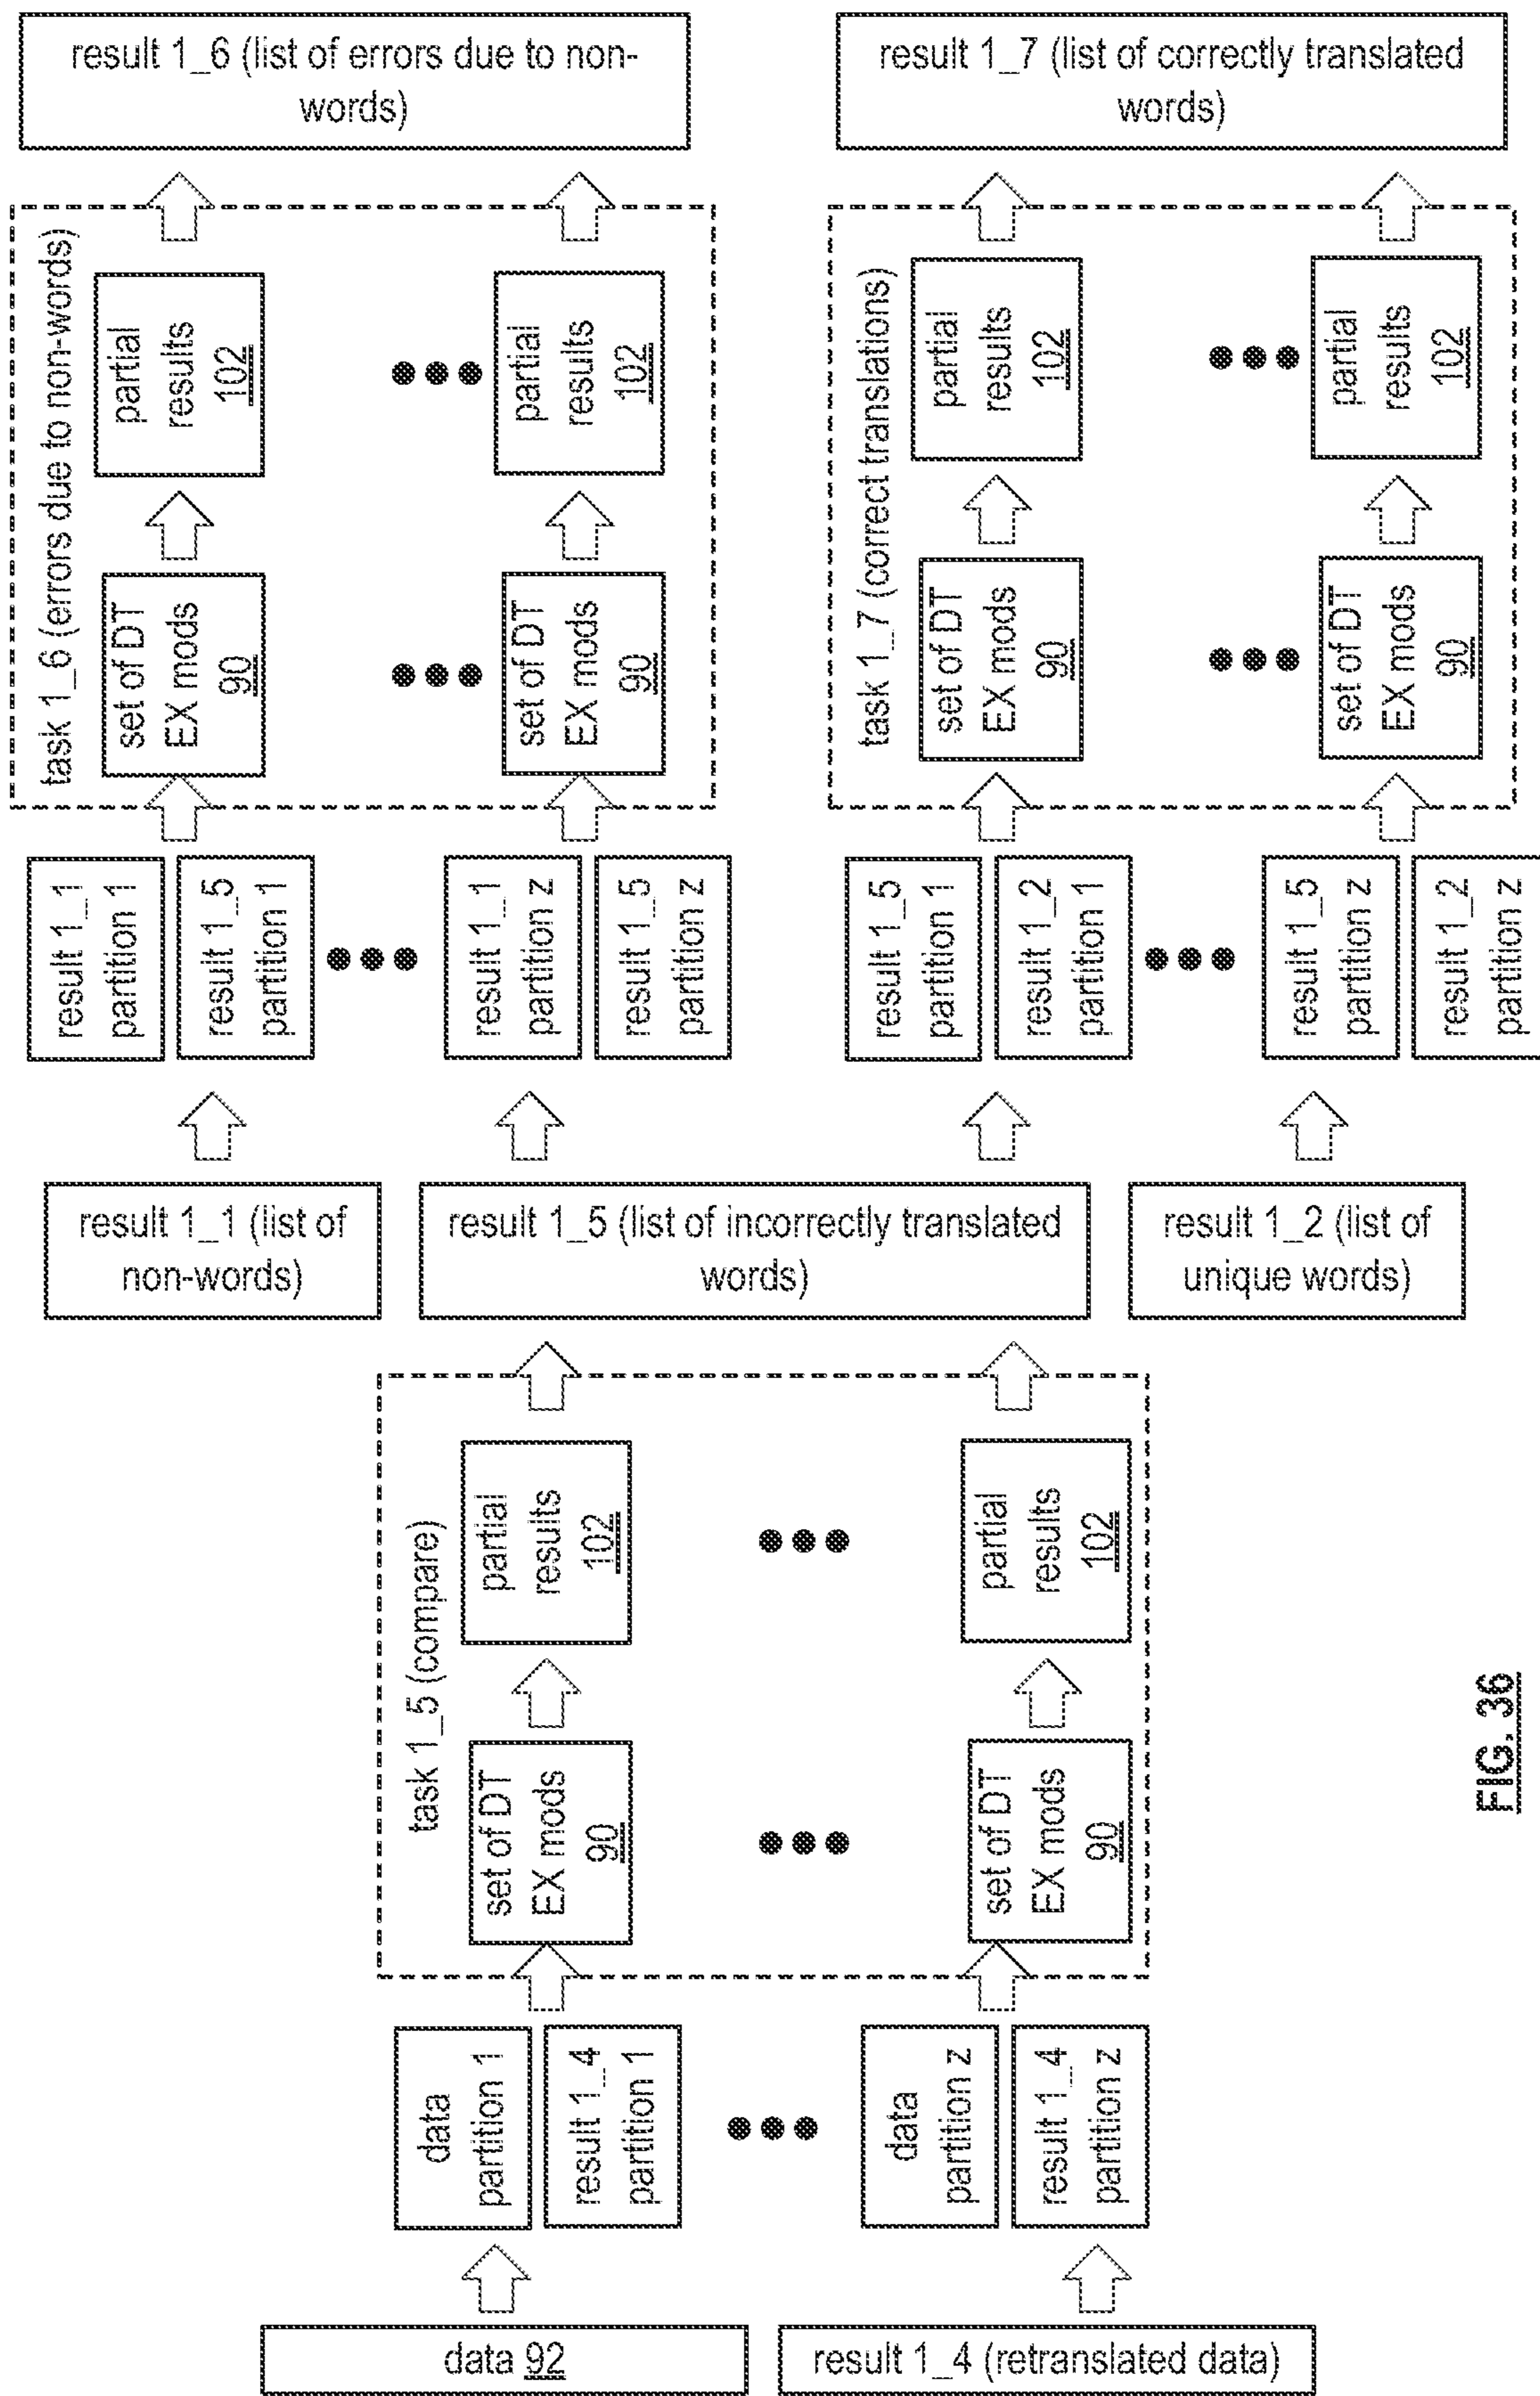 result 1_6 (list of errors due to non-
words)
result 1_7 (list of correctly translated
words)
task 1_6 (errors due to non-words)
set of DT
EX mods
90
partial
results
102
set of DT
EX mods
90
partial
results
102
task 1_7 (correct translations)
set of DT
EX mods
90
partial
results
102
set of DT
EX mods
90
partial
results
102
result 1_1
partition 1
result 1_5
partition 1
result 1_1
partition z
result 1_5
partition z
result 1_5
partition 1
result 1_2
partition 1
result 1_5
partition z
result 1_2
partition z
result 1_1 (list of
non-words)
result 1_5 (list of incorrectly translated
words)
result 1_2 (list of
unique words)
task 1_5 (compare)
set of DT
EX mods
90
partial
results
102
set of DT
EX mods
90
partial
results
102
data
partition 1
result 1_4
partition 1
data
partition z
result 1_4
partition z
data 92
result 1_4 (retranslated data)
FIG. 36